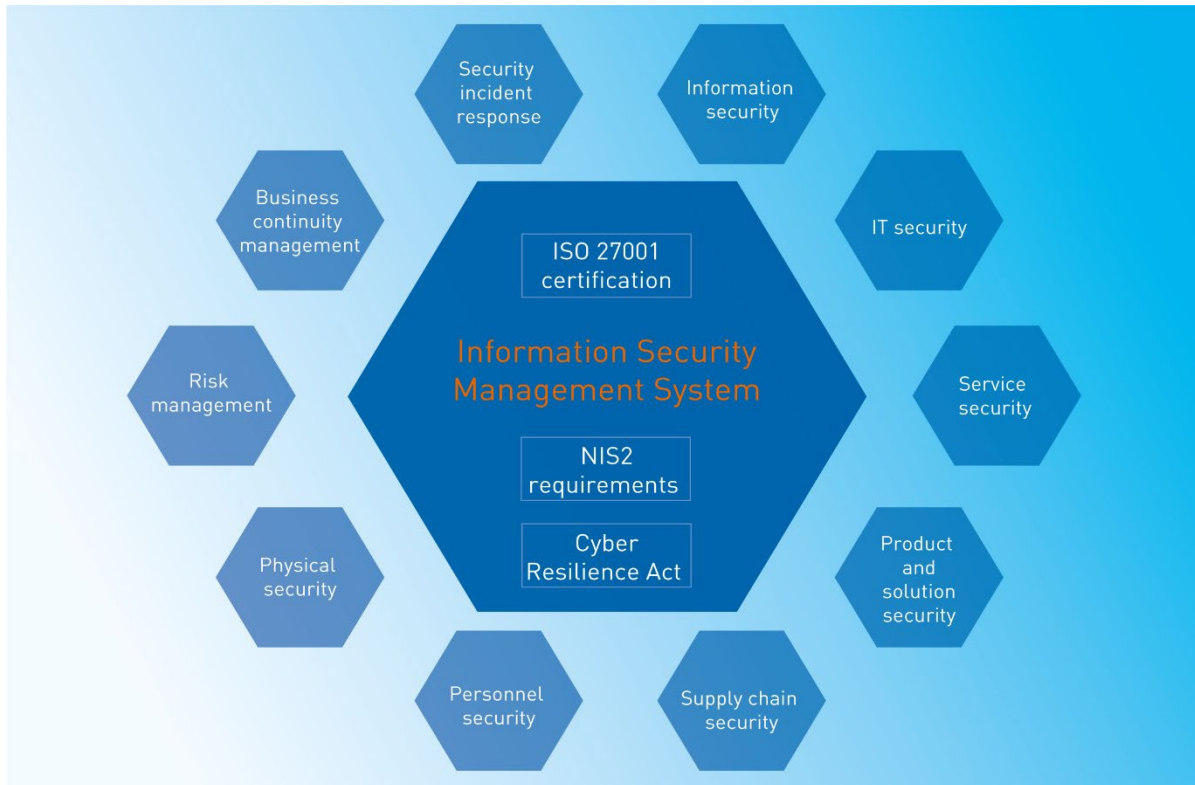 Security
incident
response
Information
security
Business
continuity
management
IT security
ISO 27001
certification
Information Security
Management System
Risk
management
Service
security
NIS2
requirements
Cyber
Resilience Act
Physical
security
Product
and
solution
security
Personnel
security
Supply chain
security